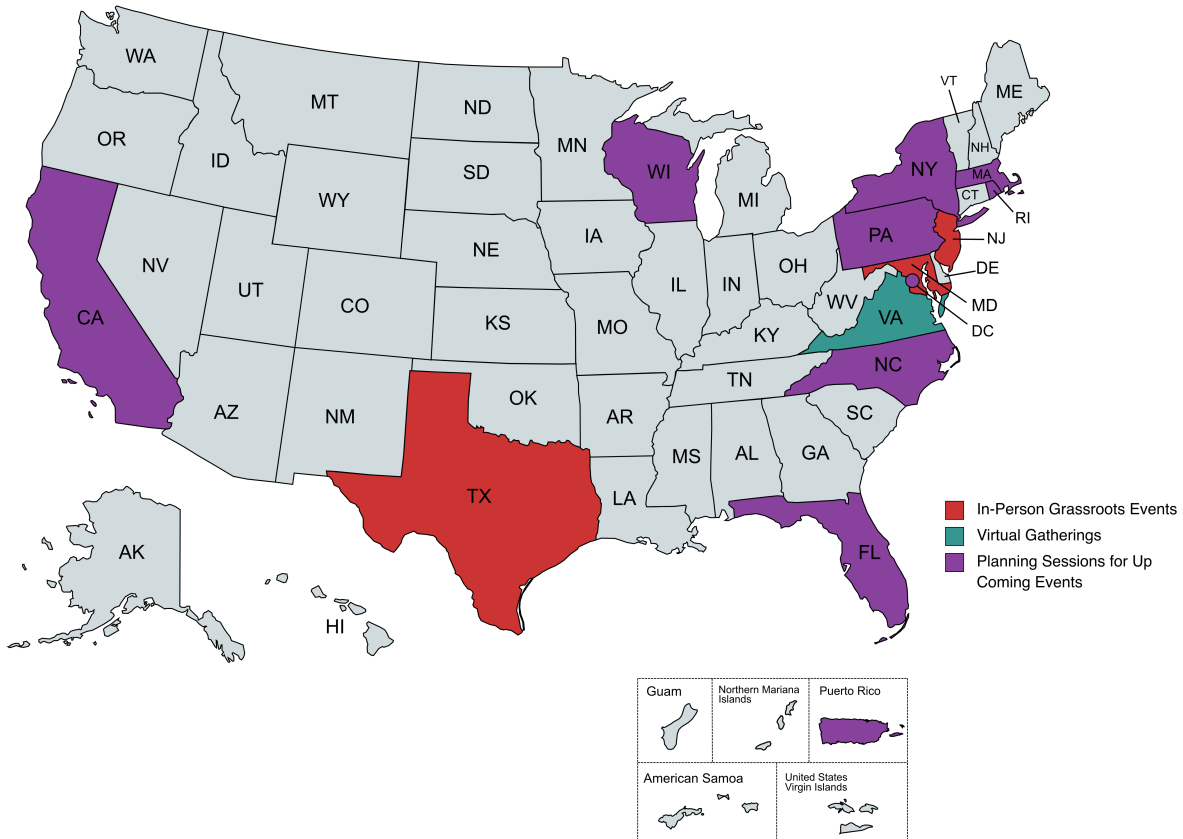 WA
VT
ME
MT
ND
OR
MN
NH
ID
SD
WI
NY
MA
WY
MI
CT
RI
IA
PA
NJ
NE
NV
OH
DE
UT
IL
IN
CO
WV
MD
CA
VA
DC
KS
MO
KY
NC
TN
AZ
NM
OK
AR
SC
MS
AL
GA
TX
LA
In-Person Grassroots Events
Virtual Gatherings
AK
FL
Planning Sessions for Up
Coming Events
HI
Guam
Northern Mariana
Islands
Puerto Rico
American Samoa
United States
Virgin Islands